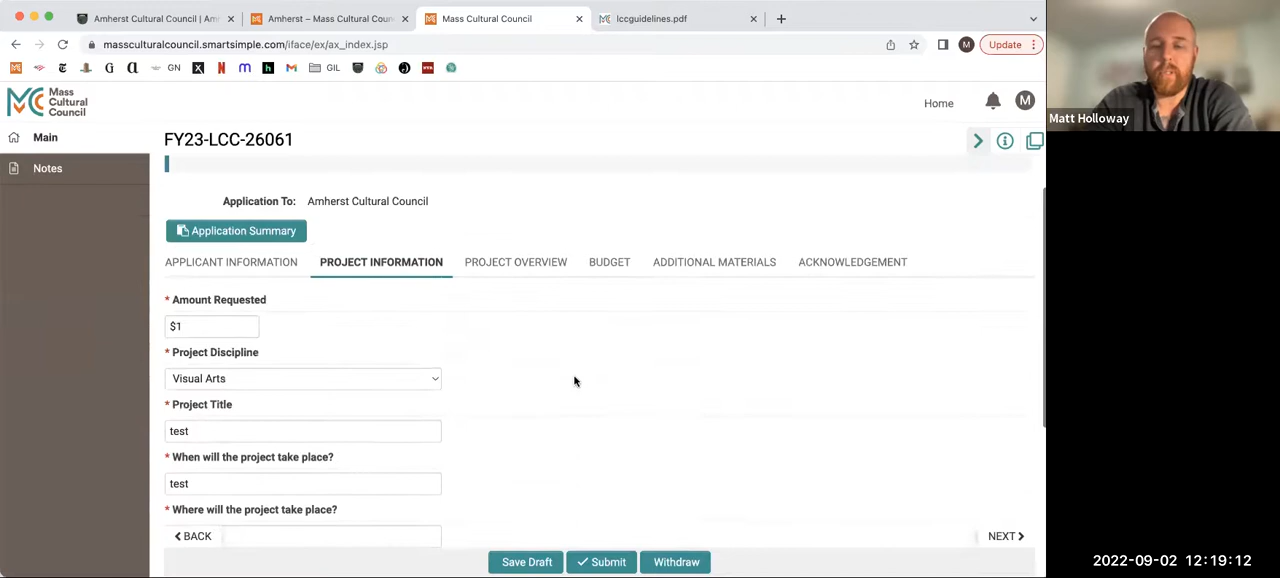 Amherst Cultural Council | Am
Amherst – Mass Cultural Coun
Mass Cultural Council
lccguidelines.pdf
massculturalcouncil.smartsimple.com/iface/ex/ax_index.jsp
M
Update
GN
GIL
Mass
Cultural
Council
Home
M
Main
Notes
FY23-LCC-26061
Application To: Amherst Cultural Council
Application Summary
APPLICANT INFORMATION PROJECT INFORMATION PROJECT OVERVIEW BUDGET ADDITIONAL MATERIALS ACKNOWLEDGEMENT
* Amount Requested
$1
* Project Discipline
Visual Arts
* Project Title
test
* When will the project take place?
test
* Where will the project take place?
BACK
NEXT
Save Draft
Submit
Withdraw
Matt Holloway
2022-09-02 12:19:12